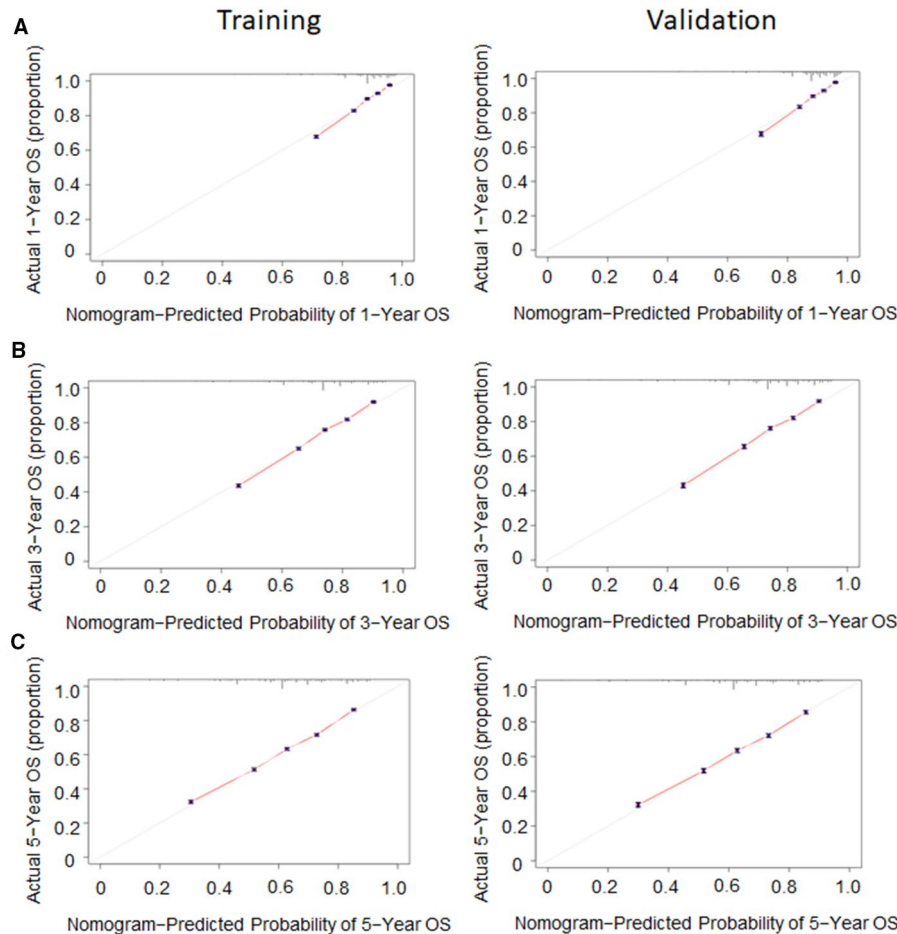 Training
Validation
A
Actual 1−Year OS (proportion)
1.0
0.8
0.6
0.4
0.2
0
0 0.2 0.4 0.6 0.8 1.0
Nomogram−Predicted Probability of 1−Year OS
Actual 1−Year OS (proportion)
1.0
0.8
0.6
0.4
0.2
0
0 0.2 0.4 0.6 0.8 1.0
Nomogram−Predicted Probability of 1−Year OS
B
Actual 3−Year OS (proportion)
1.0
0.8
0.6
0.4
0.2
0
0 0.2 0.4 0.6 0.8 1.0
Nomogram−Predicted Probability of 3−Year OS
Actual 3−Year OS (proportion)
1.0
0.8
0.6
0.4
0.2
0
0 0.2 0.4 0.6 0.8 1.0
Nomogram−Predicted Probability of 3−Year OS
C
Actual 5−Year OS (proportion)
1.0
0.8
0.6
0.4
0.2
0
0 0.2 0.4 0.6 0.8 1.0
Nomogram−Predicted Probability of 5−Year OS
Actual 5−Year OS (proportion)
1.0
0.8
0.6
0.4
0.2
0
0 0.2 0.4 0.6 0.8 1.0
Nomogram−Predicted Probability of 5−Year OS